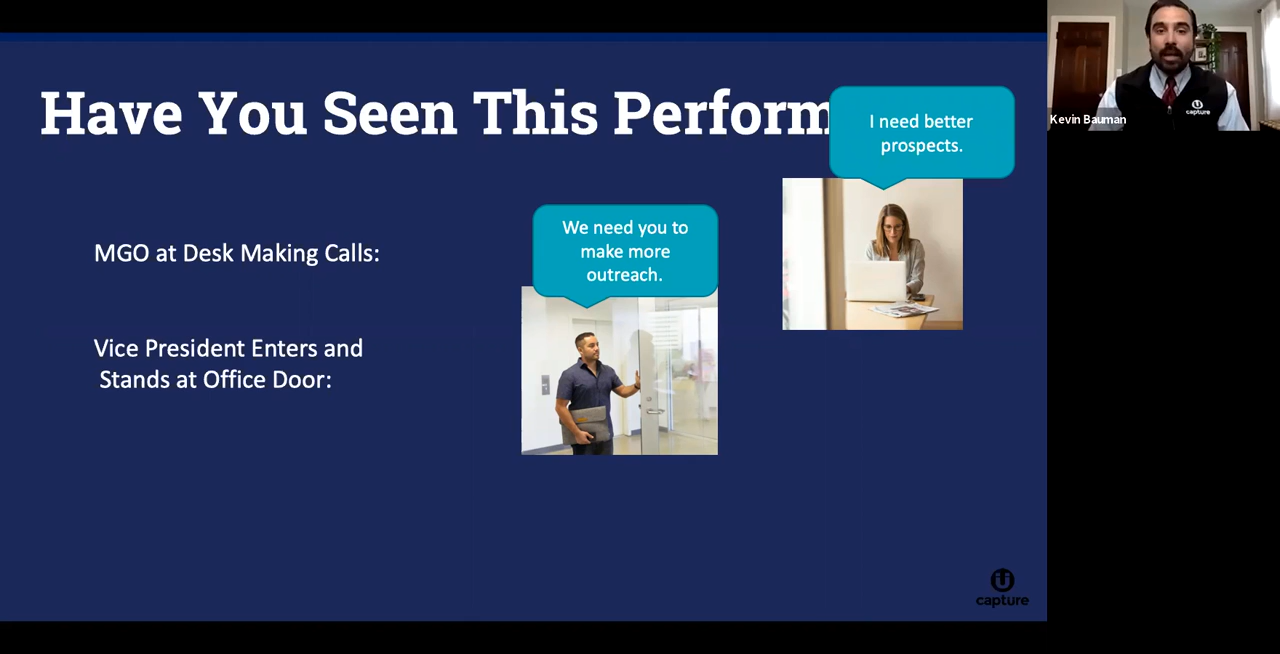 Have You Seen This Perform
I need better
prospects.
We need you to
make more
outreach.
MGO at Desk Making Calls:
Vice President Enters and
Stands at Office Door:
capture
Kevin Bauman
capture